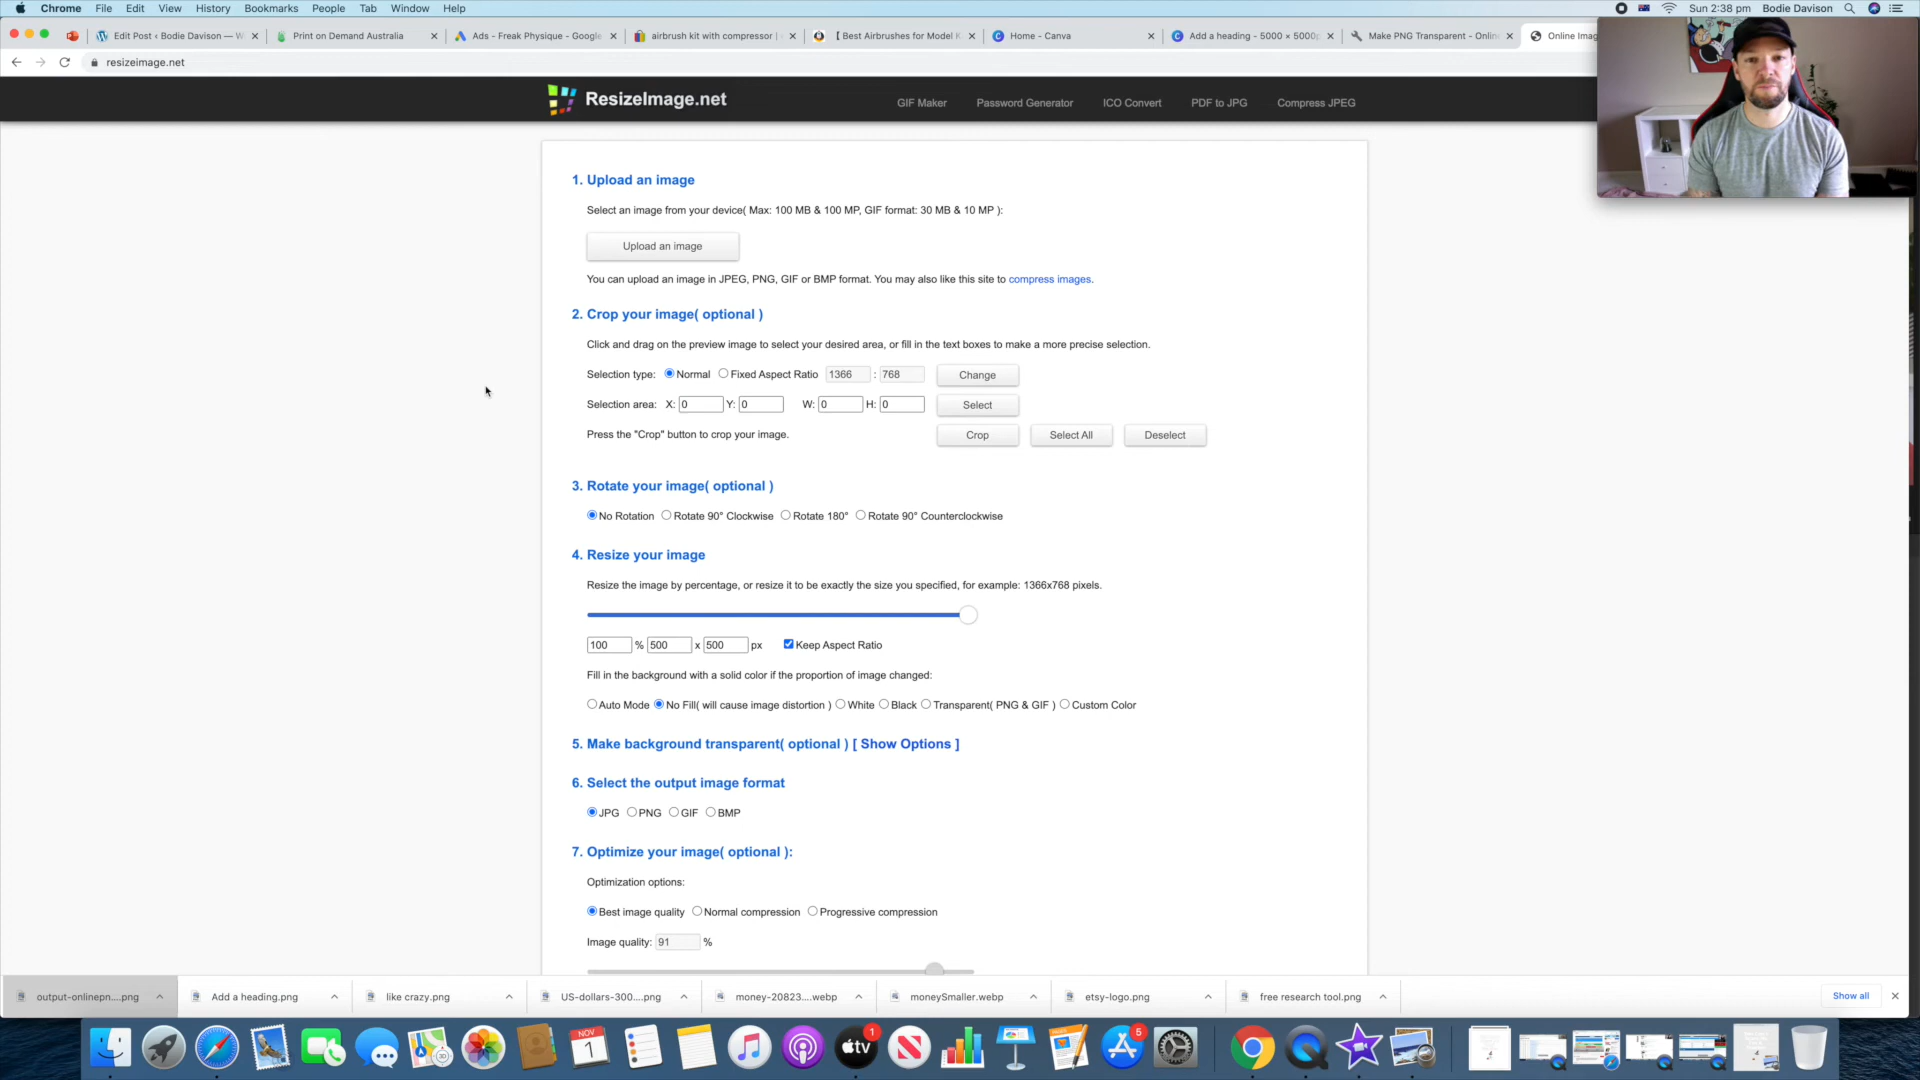 Chrome File Edit View History Bookmarks People Tab Window Help
Sun 2:38 pm Bodie Davison
Edit Post ‹ Bodie Davison — W
Print on Demand Australia
Ads - Freak Physique - Google
airbrush kit with compressor |
【 Best Airbrushes for Model K
Home - Canva
Add a heading - 5000 × 5000p
Make PNG Transparent - Onlin
Online Imag
resizeimage.net
ResizeImage.net
GIF Maker Password Generator ICO Convert PDF to JPG Compress JPEG
1. Upload an image
Select an image from your device( Max: 100 MB & 100 MP, GIF format: 30 MB & 10 MP ):
Upload an image
You can upload an image in JPEG, PNG, GIF or BMP format. You may also like this site to compress images.
2. Crop your image( optional )
Click and drag on the preview image to select your desired area, or fill in the text boxes to make a more precise selection.
Selection type: Normal Fixed Aspect Ratio 1366 : 768 Change
Selection area: X: 0 Y: 0 W: 0 H: 0 Select
Press the "Crop" button to crop your image. Crop Select All Deselect
3. Rotate your image( optional )
No Rotation Rotate 90° Clockwise Rotate 180° Rotate 90° Counterclockwise
4. Resize your image
Resize the image by percentage, or resize it to be exactly the size you specified, for example: 1366x768 pixels.
100 % 500 x 500 px Keep Aspect Ratio
Fill in the background with a solid color if the proportion of image changed:
Auto Mode No Fill( will cause image distortion ) White Black Transparent( PNG & GIF ) Custom Color
5. Make background transparent( optional ) [ Show Options ]
6. Select the output image format
JPG PNG GIF BMP
7. Optimize your image( optional ):
Optimization options:
Best image quality Normal compression Progressive compression
Image quality: 91 %
output-onlinepn....png
Add a heading.png
like crazy.png
US-dollars-300....png
money-20823....webp
moneySmaller.webp
etsy-logo.png
free research tool.png
Show all
NOV
1
tv
1
5